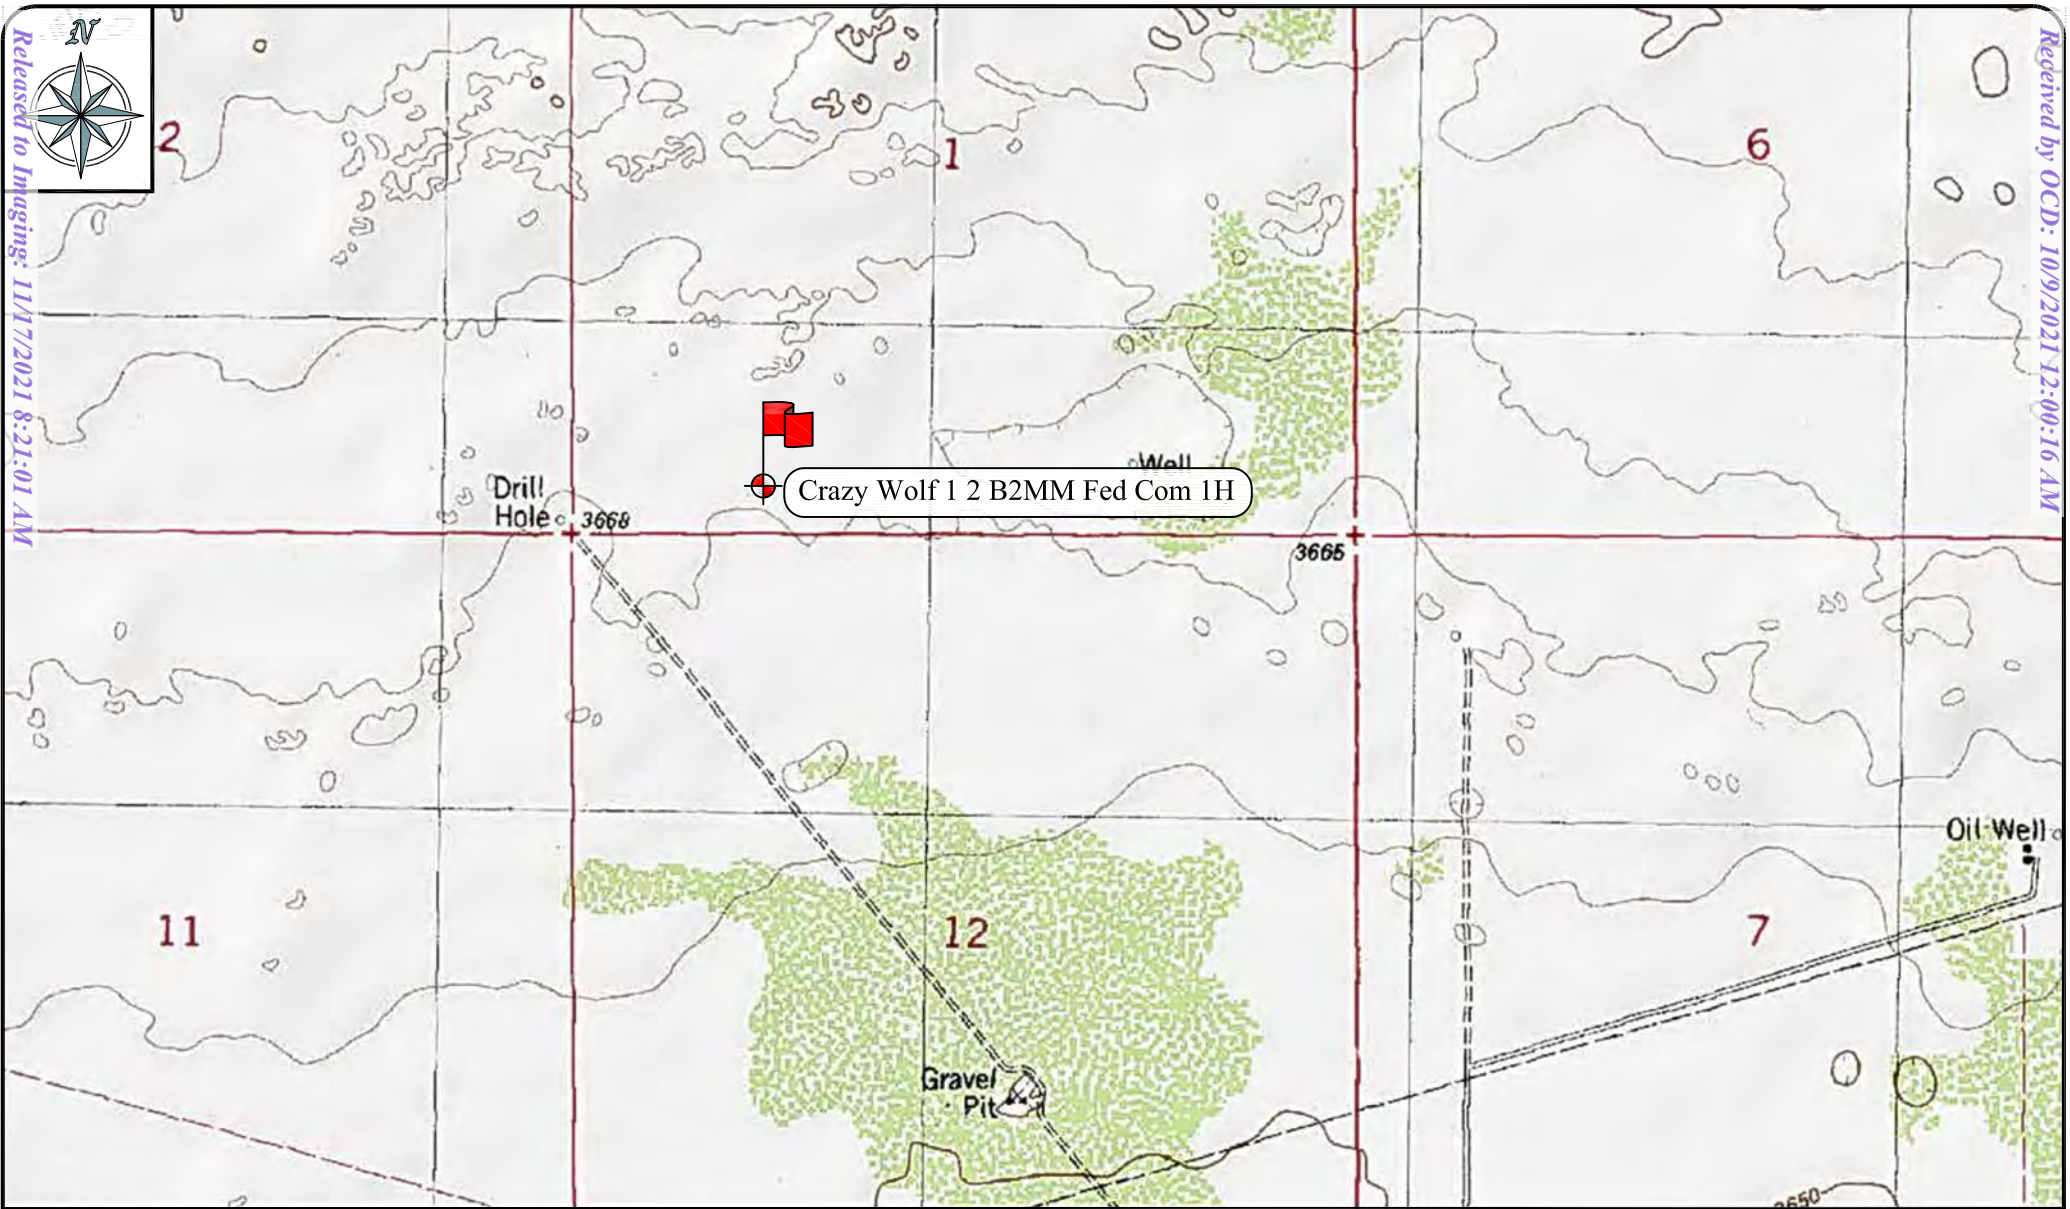 N
Released to Imaging: 11/17/2021 8:21:01 AM
Received by OCD: 10/9/2021 12:00:16 AM
2
1
6
Well
Drill
Hole
3668
Crazy Wolf 1 2 B2MM Fed Com 1H
3665
Oil Well
11
12
7
Gravel
Pit
3650